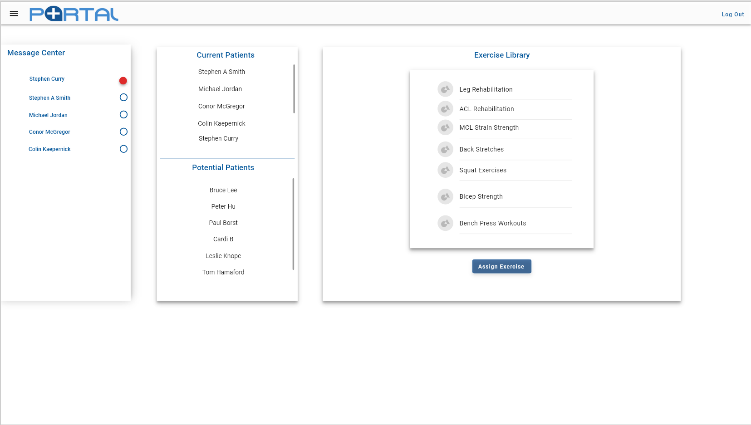 PORTAL
Log Out
Message Center
Stephen Curry
Stephen A Smith
Michael Jordan
Conor McGregor
Colin Kaepernick
Current Patients
Stephen A Smith
Michael Jordan
Conor McGregor
Colin Kaepernick
Stephen Curry
Potential Patients
Bruce Lee
Peter Hu
Paul Borst
Cardi B
Leslie Knope
Tom Hamaford
Exercise Library
Leg Rehabilitation
ACL Rehabilitation
MCL Strain Strength
Back Stretches
Squat Exercises
Bicep Strength
Bench Press Workouts
Assign Exercise